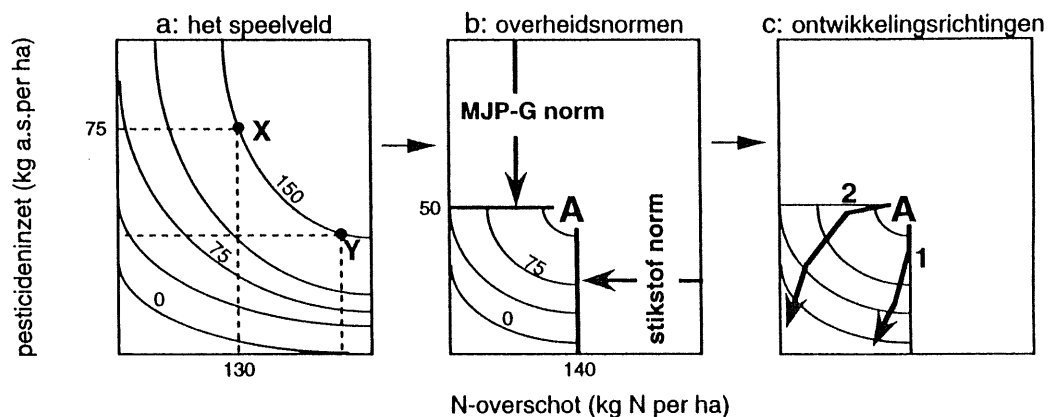 a: het speelveld
b: overheidsnormen
c: ontwikkelingsrichtingen
pesticideninzet (kg a.s.per ha)
75
X
150
Y
75
0
130
MJP-G norm
50
A
75
0
stikstof norm
140
2
A
1
N-overschot (kg N per ha)